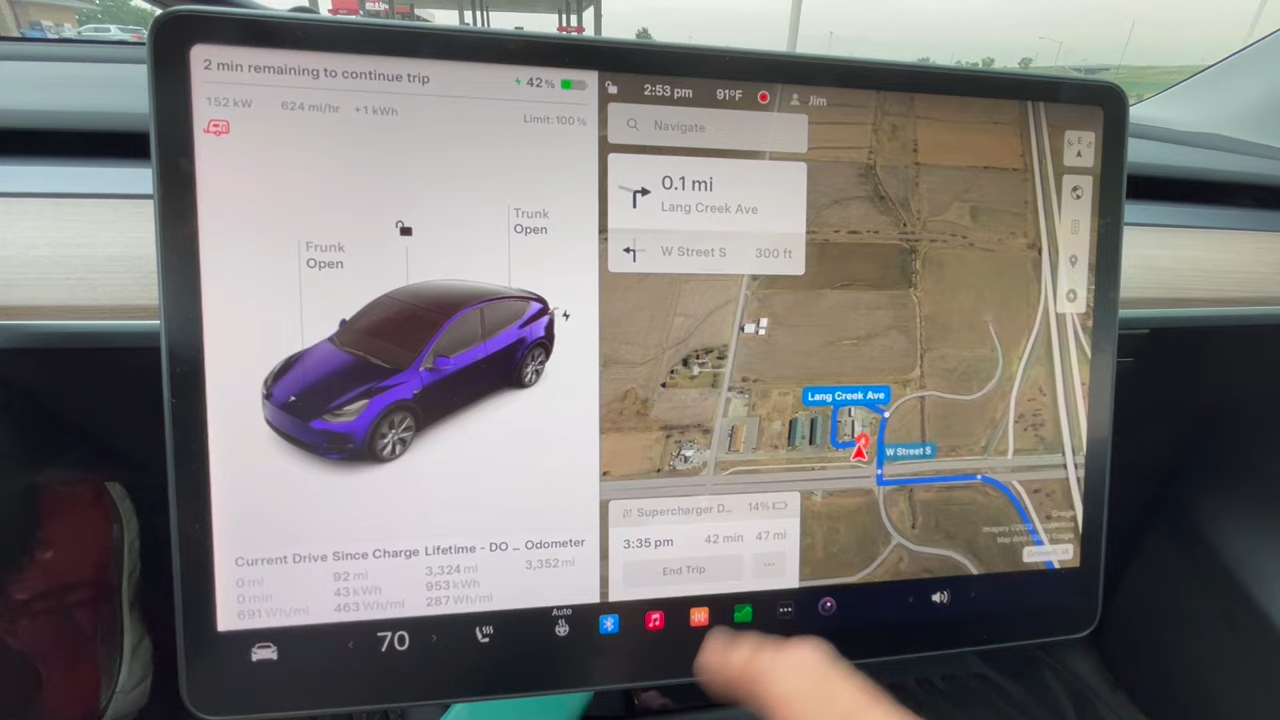 2 min remaining to continue trip
42%
152 kW 624 mi/hr +1 kWh
Limit: 100%
Frunk
Open
Trunk
Open
Current Drive Since Charge Lifetime - DO ... Odometer
0 mi 92 mi 3,324 mi 3,352 mi
0 min 43 kWh 953 kWh
691 Wh/mi 463 Wh/mi 287 Wh/mi
Auto
70
2:53 pm 91°F Jim
Navigate
0.1 mi
Lang Creek Ave
W Street S 300 ft
Lang Creek Ave
W Street S
Supercharger D... 14%
3:35 pm 42 min 47 mi
End Trip
Google